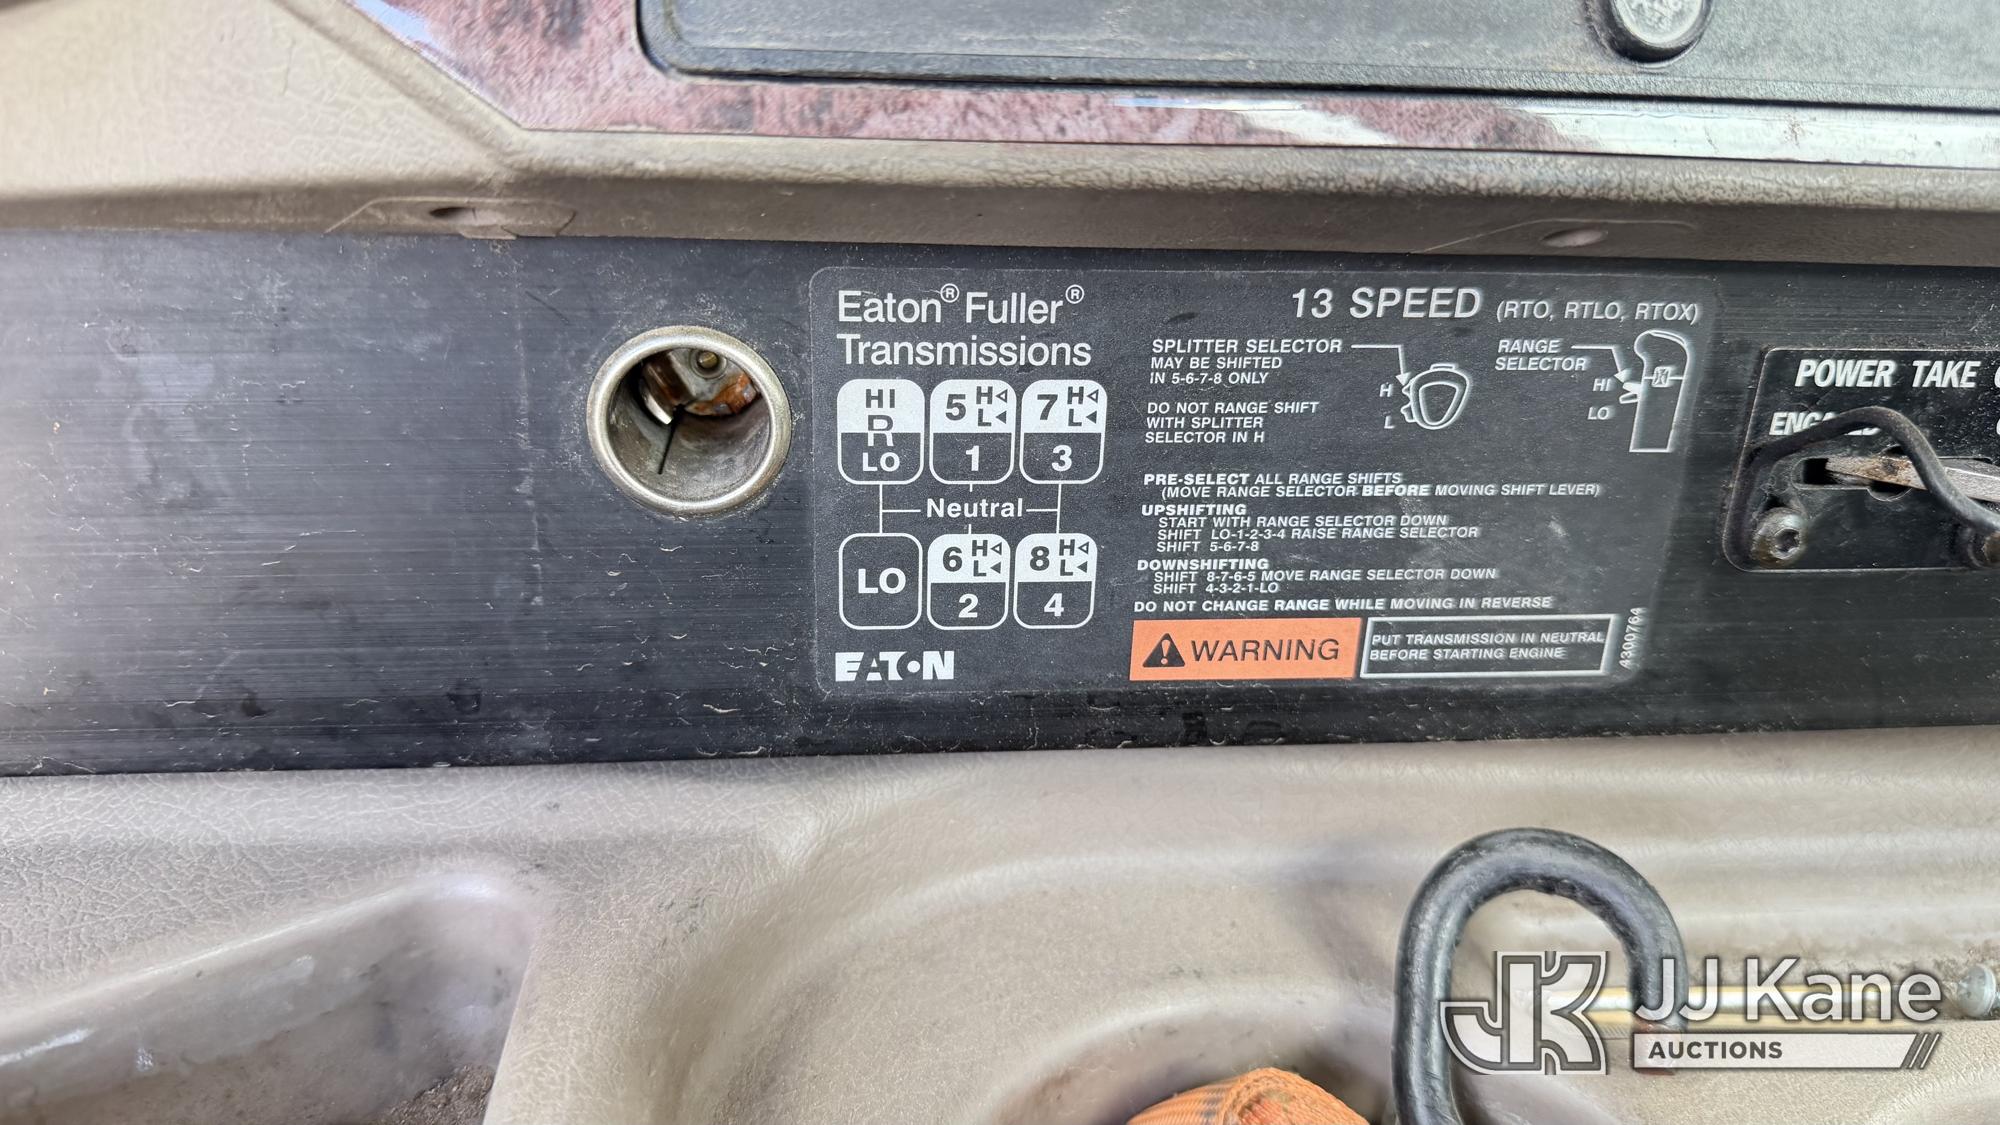 Eaton® Fuller®
Transmissions
13 SPEED (RTO, RTLO, RTOX)
HI
R
LO
5 H
L
1
7 H
L
3
Neutral
LO
6 H
L
2
8 H
L
4
EATON
SPLITTER SELECTOR
MAY BE SHIFTED
IN 5-6-7-8 ONLY
DO NOT RANGE SHIFT
WITH SPLITTER
SELECTOR IN H
H
L
RANGE
SELECTOR
HI
LO
PRE-SELECT ALL RANGE SHIFTS
(MOVE RANGE SELECTOR BEFORE MOVING SHIFT LEVER)
UPSHIFTING
START WITH RANGE SELECTOR DOWN
SHIFT LO-1-2-3-4 RAISE RANGE SELECTOR
SHIFT 5-6-7-8
DOWNSHIFTING
SHIFT 8-7-6-5 MOVE RANGE SELECTOR DOWN
SHIFT 4-3-2-1-LO
DO NOT CHANGE RANGE WHILE MOVING IN REVERSE
WARNING
PUT TRANSMISSION IN NEUTRAL
BEFORE STARTING ENGINE
4300764
POWER TAKE
JK JJ Kane
AUCTIONS